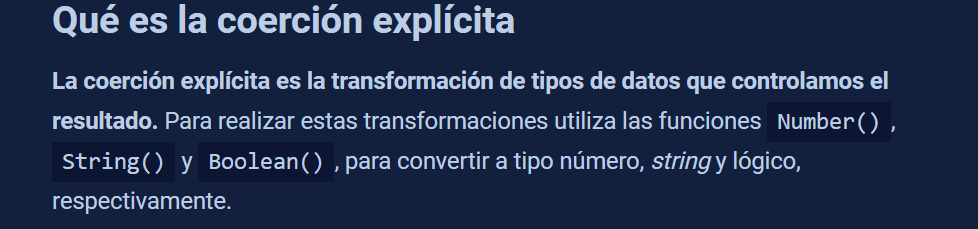 Qué es la coerción explícita
La coerción explícita es la transformación de tipos de datos que controlamos el
resultado. Para realizar estas transformaciones utiliza las funciones Number() ,
String() y Boolean() , para convertir a tipo número, string y lógico,
respectivamente.